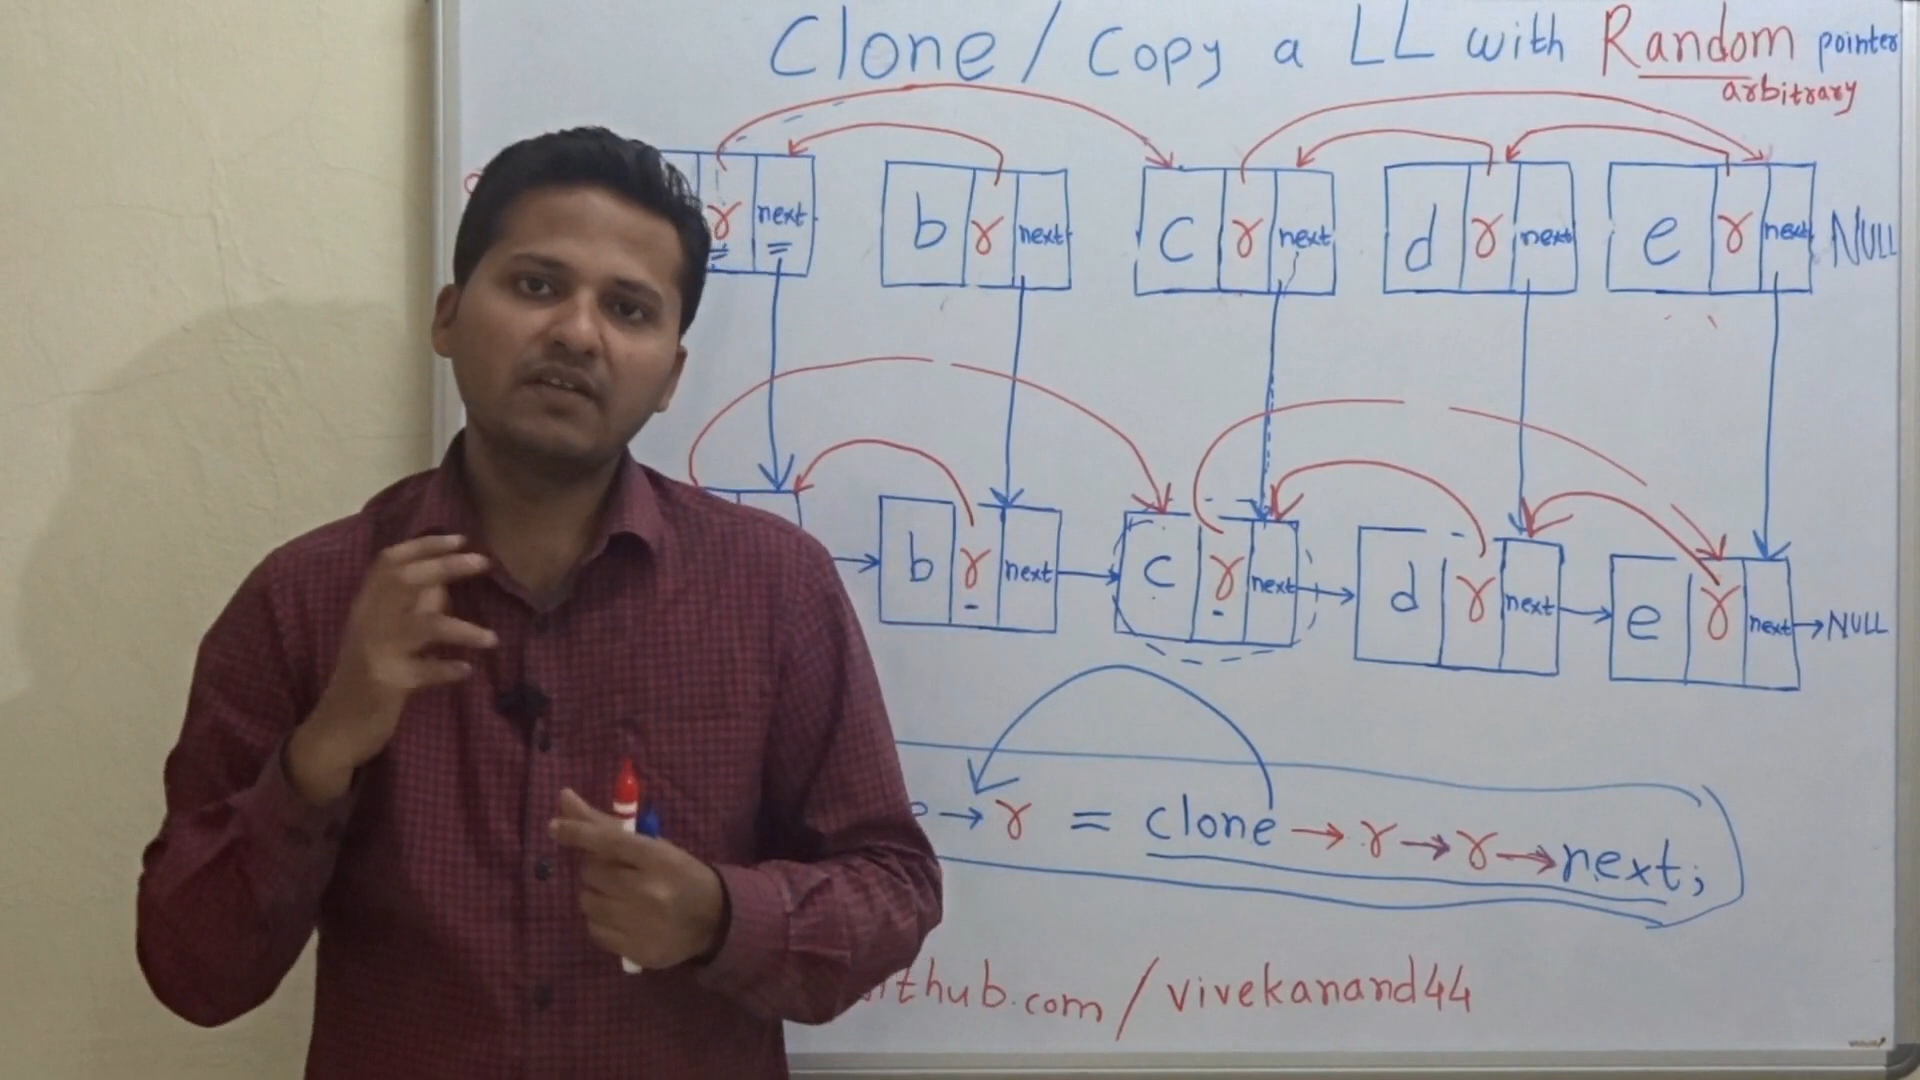 Clone / Copy a LL with Random pointer
arbitrary
r next b r next c r next d r next e r next NULL
b r next c r next d r next e r next → NULL
→ r = clone → r → r → next;
ithub.com/vivekanand44